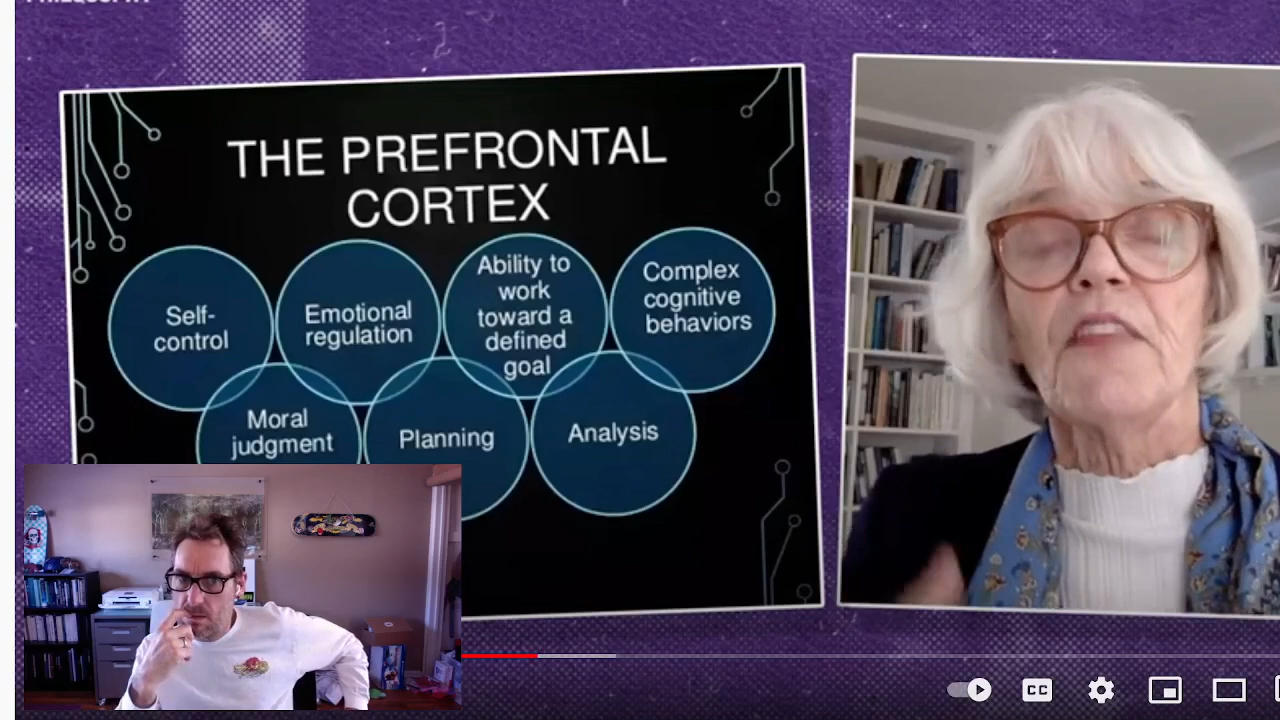 THE PREFRONTAL
CORTEX
Self-
control
Emotional
regulation
Ability to
work
toward a
defined
goal
Complex
cognitive
behaviors
Moral
judgment
Planning
Analysis
CC